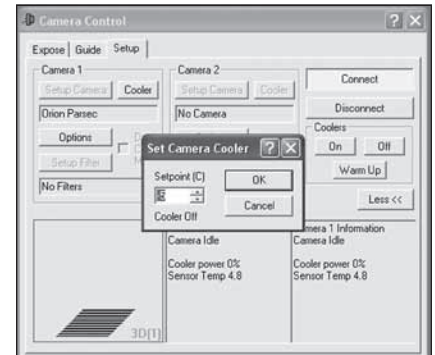 Camera Control
Expose Guide Setup
Camera 1
Setup Camera Cooler
Orion Parsec
Options
Setup Filter
No Filters
Camera 2
Setup Camera Cooler
No Camera
Connect
Disconnect
Coolers
On Off
Warm Up
Less <<
Set Camera Cooler
Setpoint (C)
OK
Cancel
Cooler Off
Camera Idle
Cooler power 0%
Sensor Temp 4.8
Camera 1 Information
Camera Idle
Cooler power 0%
Sensor Temp 4.8